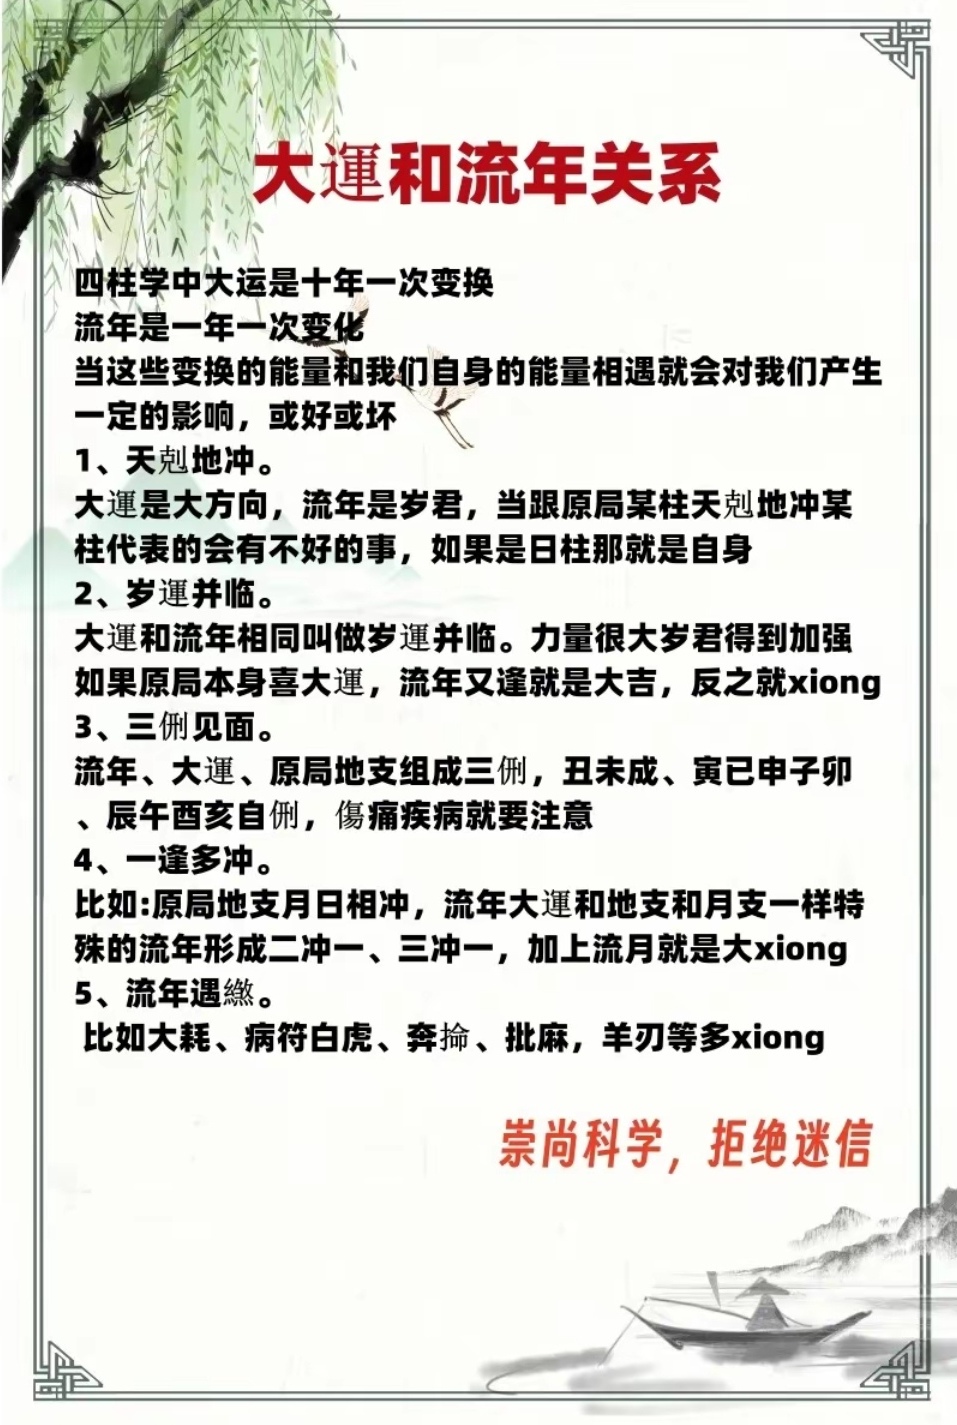 大運和流年关系
四柱学中大运是十年一次变换
流年是一年一次变化
当这些变换的能量和我们自身的能量相遇就会对我们产生
一定的影响，或好或坏
1、天剋地冲。
大運是大方向，流年是岁君，当跟原局某柱天剋地冲某
柱代表的会有不好的事，如果是日柱那就是自身
2、岁運并临。
大運和流年相同叫做岁運并临。力量很大岁君得到加强
如果原局本身喜大運，流年又逢就是大吉，反之就xiong
3、三侀见面。
流年、大運、原局地支组成三侀，丑未成、寅已申子卯
、辰午酉亥自侀，傷痛疾病就要注意
4、一逢多冲。
比如:原局地支月日相冲，流年大運和地支和月支一样特
殊的流年形成二冲一、三冲一，加上流月就是大xiong
5、流年遇繺。
比如大耗、病符白虎、奔掵、批麻，羊刃等多xiong
崇尚科学，拒绝迷信